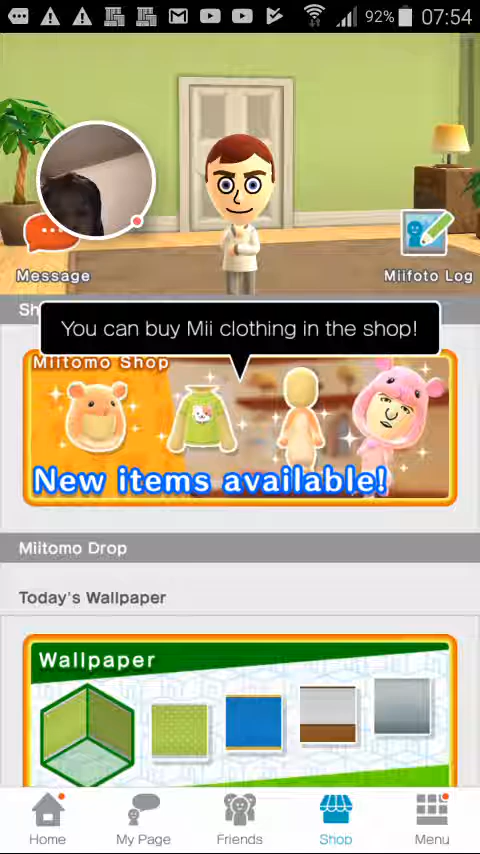 92% 07:54
Message
Miifoto Log
Sh
You can buy Mii clothing in the shop!
Miitomo Shop
New items available!
Miitomo Drop
Today's Wallpaper
Wallpaper
Home
My Page
Friends
Shop
Menu